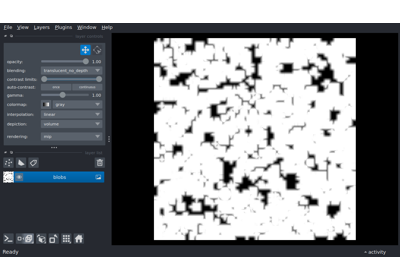 File View Layers Plugins Window Help
opacity: 1.00
blending: translucent_no_depth
contrast limits:
auto-contrast: once continuous
gamma: 1.00
colormap: gray
interpolation: linear
depiction: volume
rendering: mip
blobs
Ready
activity